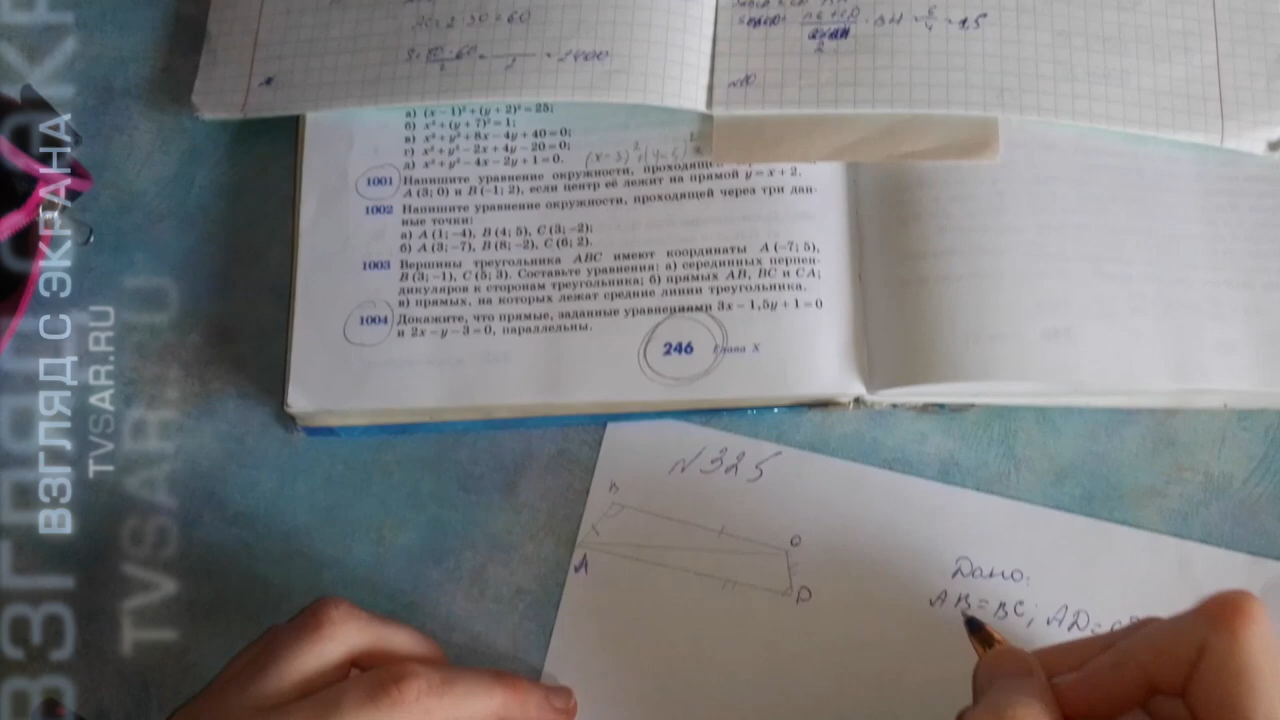 = 2400
а) (x − 1)² + (y + 2)² = 25;
б) x² + (y + 7)² = 1;
в) x² + y² + 8x − 4y + 40 = 0;
г) x² + y² − 2x + 4y − 20 = 0;
д) x² + y² − 4x − 2y + 1 = 0.
1001 Напишите уравнение окружности, проходящей
A (3; 0) и B (−1; 2), если центр её лежит на прямой y = x + 2.
1002 Напишите уравнение окружности, проходящей через три дан-
ные точки:
а) A (1; −4), B (4; 5), C (3; −2);
б) A (3; −7), B (8; −2), C (6; 2).
1003 Вершины треугольника ABC имеют координаты A (−7; 5),
B (3; −1), C (5; 3). Составьте уравнения: а) серединных перпен-
дикуляров к сторонам треугольника; б) прямых AB, BC и CA;
в) прямых, на которых лежат средние линии треугольника.
1004 Докажите, что прямые, заданные уравнениями 3x − 1,5y + 1 = 0
и 2x − y − 3 = 0, параллельны.
246 Глава X
№325
A
D
Дано:
AB = BC; AD =
ВЗГЛЯД С ЭКРАНА
TVSAR.RU